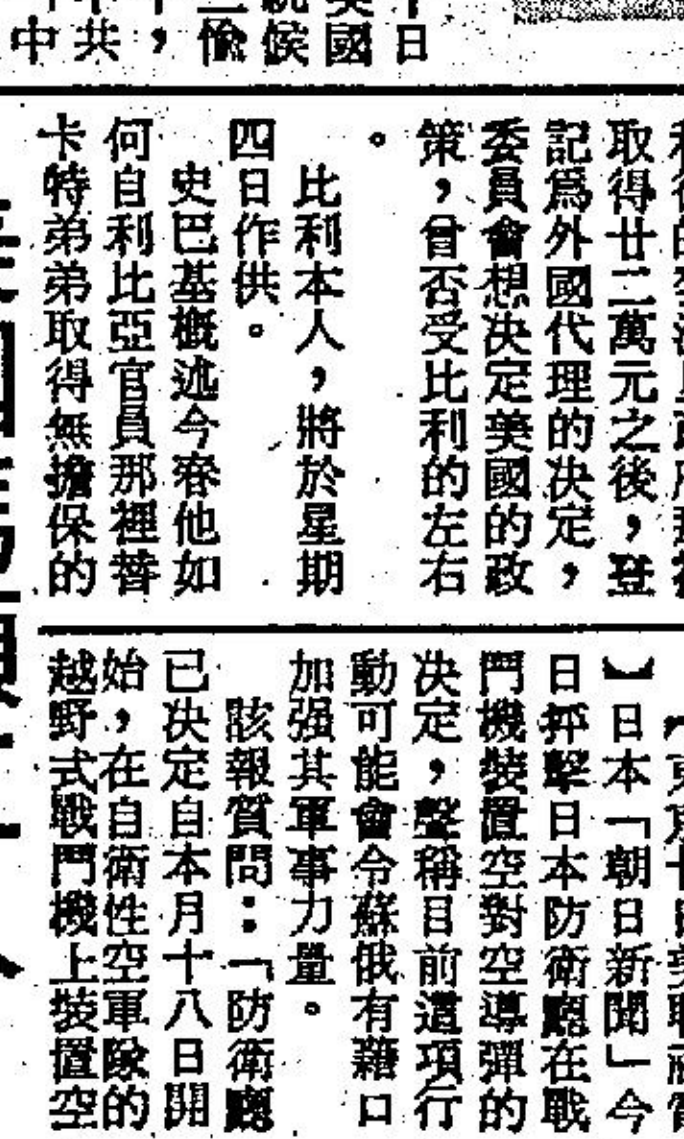 日
國
候
愉
，
共
中
取得廿二萬元之後，登
記爲外國代理的决定，
委員會想决定美國的政
策，曾否受比利的左右
。
比利本人，將於星期
四日作供。
史巴基概述今春他如
何自利比亞官員那裡替
卡特弟弟取得無擔保的
】日本「朝日新聞」今
日抨擊日本防衛廳在戰
鬥機裝置空對空導彈的
决定，聲稱目前這項行
動可能會令蘇俄有藉口
加强其軍事力量。
該報質問：「防衛廳
已决定自本月十八日開
始，在自衛性空軍隊的
越野式戰鬥機上裝置空